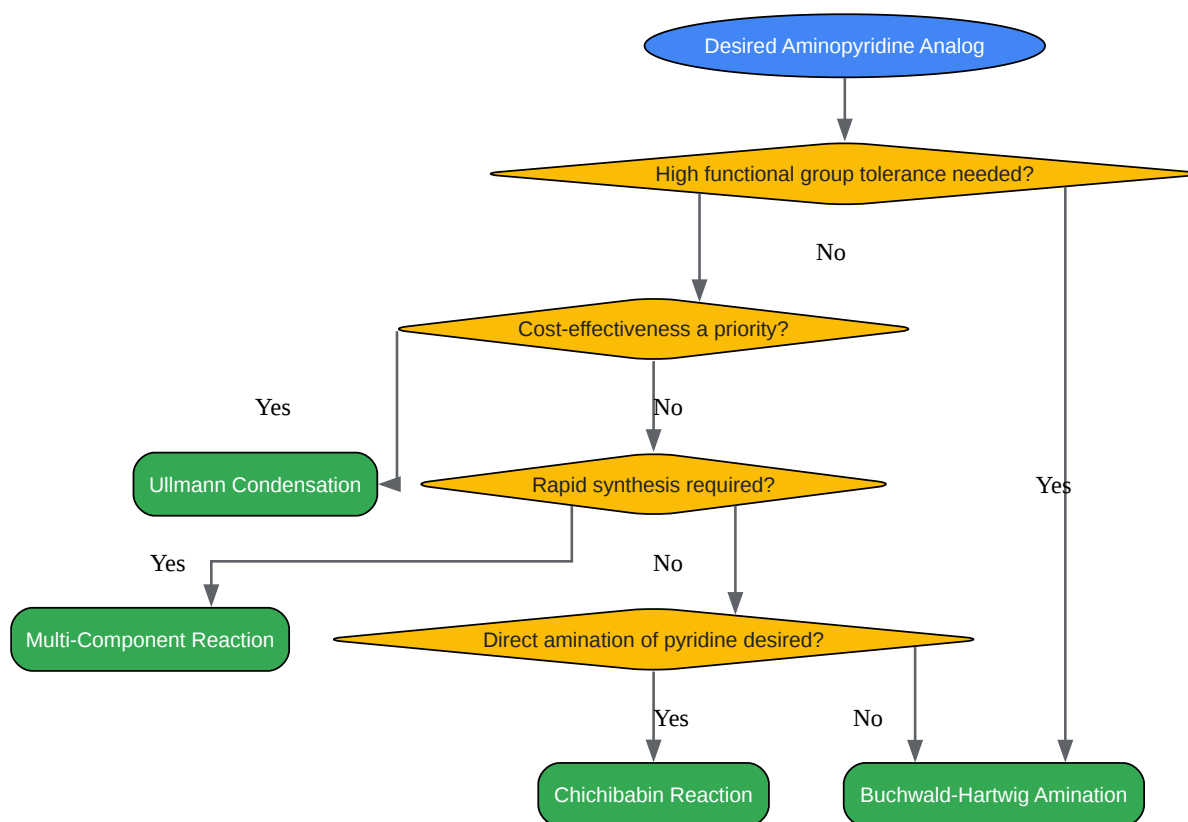 Desired Aminopyridine Analog
High functional group tolerance needed?
No
Cost-effectiveness a priority?
Yes
No
Ullmann Condensation
Rapid synthesis required?
Yes
Yes
No
Multi-Component Reaction
Direct amination of pyridine desired?
Yes
No
Chichibabin Reaction
Buchwald-Hartwig Amination